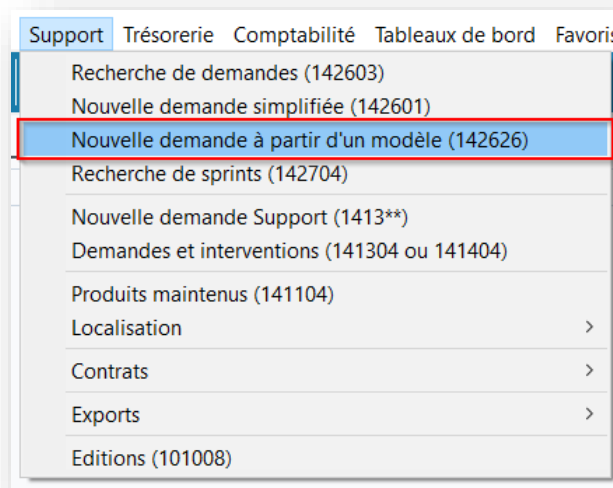 Support Trésorerie Comptabilité Tableaux de bord Favoris
Recherche de demandes (142603)
Nouvelle demande simplifiée (142601)
Nouvelle demande à partir d'un modèle (142626)
Recherche de sprints (142704)
Nouvelle demande Support (1413**)
Demandes et interventions (141304 ou 141404)
Produits maintenus (141104)
Localisation
Contrats
Exports
Editions (101008)